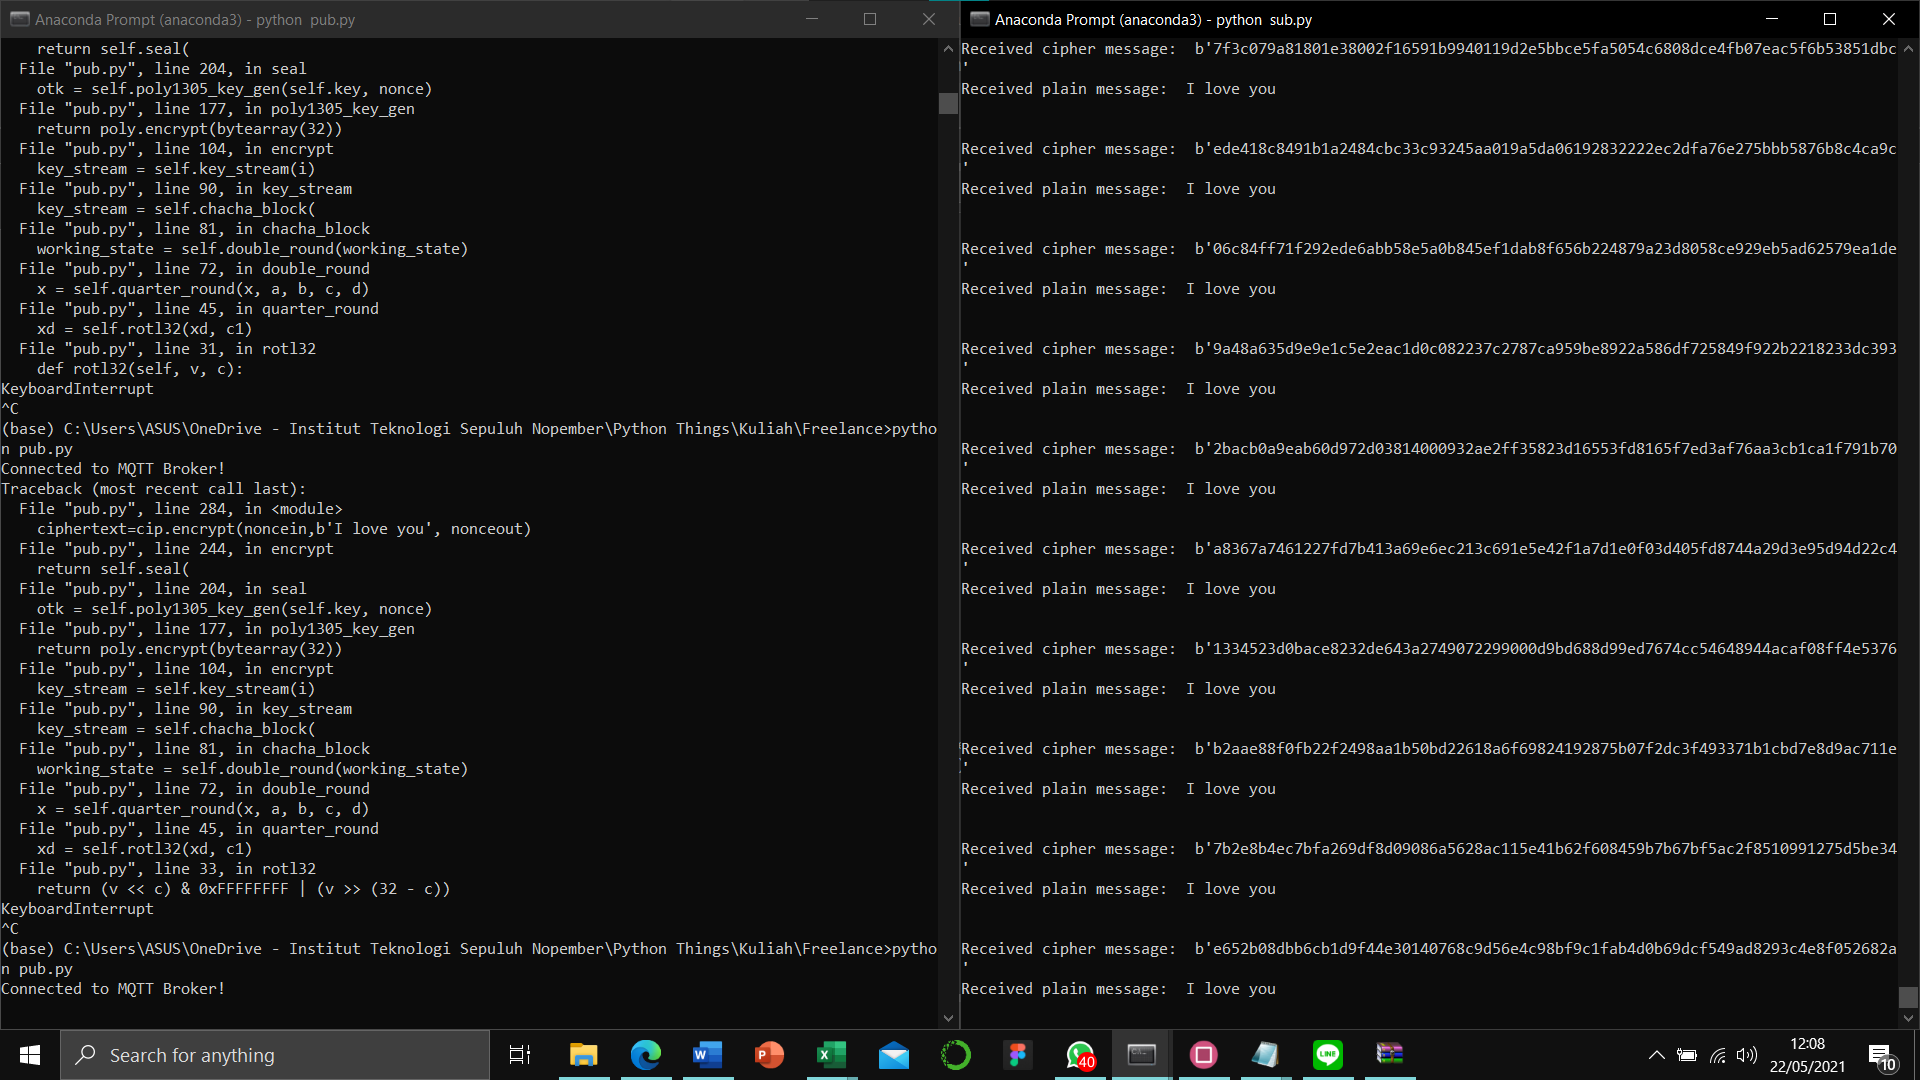 Anaconda Prompt (anaconda3) - python  pub.py
    return self.seal(
  File "pub.py", line 204, in seal
    otk = self.poly1305_key_gen(self.key, nonce)
  File "pub.py", line 177, in poly1305_key_gen
    return poly.encrypt(bytearray(32))
  File "pub.py", line 104, in encrypt
    key_stream = self.key_stream(i)
  File "pub.py", line 90, in key_stream
    key_stream = self.chacha_block(
  File "pub.py", line 81, in chacha_block
    working_state = self.double_round(working_state)
  File "pub.py", line 72, in double_round
    x = self.quarter_round(x, a, b, c, d)
  File "pub.py", line 45, in quarter_round
    xd = self.rotl32(xd, c1)
  File "pub.py", line 31, in rotl32
    def rotl32(self, v, c):
KeyboardInterrupt
^C
(base) C:\Users\ASUS\OneDrive - Institut Teknologi Sepuluh Nopember\Python Things\Kuliah\Freelance>pytho
n pub.py
Connected to MQTT Broker!
Traceback (most recent call last):
  File "pub.py", line 284, in <module>
    ciphertext=cip.encrypt(noncein,b'I love you', nonceout)
  File "pub.py", line 244, in encrypt
    return self.seal(
  File "pub.py", line 204, in seal
    otk = self.poly1305_key_gen(self.key, nonce)
  File "pub.py", line 177, in poly1305_key_gen
    return poly.encrypt(bytearray(32))
  File "pub.py", line 104, in encrypt
    key_stream = self.key_stream(i)
  File "pub.py", line 90, in key_stream
    key_stream = self.chacha_block(
  File "pub.py", line 81, in chacha_block
    working_state = self.double_round(working_state)
  File "pub.py", line 72, in double_round
    x = self.quarter_round(x, a, b, c, d)
  File "pub.py", line 45, in quarter_round
    xd = self.rotl32(xd, c1)
  File "pub.py", line 33, in rotl32
    return (v << c) & 0xFFFFFFFF | (v >> (32 - c))
KeyboardInterrupt
^C
(base) C:\Users\ASUS\OneDrive - Institut Teknologi Sepuluh Nopember\Python Things\Kuliah\Freelance>pytho
n pub.py
Connected to MQTT Broker!
Anaconda Prompt (anaconda3) - python  sub.py
Received cipher message:  b'7f3c079a81801e38002f16591b9940119d2e5bbce5fa5054c6808dce4fb07eac5f6b53851dbc
'
Received plain message:  I love you
Received cipher message:  b'ede418c8491b1a2484cbc33c93245aa019a5da06192832222ec2dfa76e275bbb5876b8c4ca9c
'
Received plain message:  I love you
Received cipher message:  b'06c84ff71f292ede6abb58e5a0b845ef1dab8f656b224879a23d8058ce929eb5ad62579ea1de
'
Received plain message:  I love you
Received cipher message:  b'9a48a635d9e9e1c5e2eac1d0c082237c2787ca959be8922a586df725849f922b2218233dc393
'
Received plain message:  I love you
Received cipher message:  b'2bacb0a9eab60d972d03814000932ae2ff35823d16553fd8165f7ed3af76aa3cb1ca1f791b70
'
Received plain message:  I love you
Received cipher message:  b'a8367a7461227fd7b413a69e6ec213c691e5e42f1a7d1e0f03d405fd8744a29d3e95d94d22c4
'
Received plain message:  I love you
Received cipher message:  b'1334523d0bace8232de643a2749072299000d9bd688d99ed7674cc54648944acaf08ff4e5376
'
Received plain message:  I love you
Received cipher message:  b'b2aae88f0fb22f2498aa1b50bd22618a6f69824192875b07f2dc3f493371b1cbd7e8d9ac711e
'
Received plain message:  I love you
Received cipher message:  b'7b2e8b4ec7bfa269df8d09086a5628ac115e41b62f608459b7b67bf5ac2f8510991275d5be34
'
Received plain message:  I love you
Received cipher message:  b'e652b08dbb6cb1d9f44e30140768c9d56e4c98bf9c1fab4d0b69dcf549ad8293c4e8f052682a
'
Received plain message:  I love you
Search for anything
W
P
X
40
LINE
12:08
22/05/2021
10